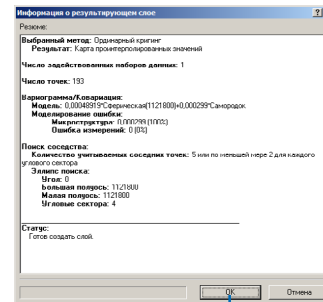 Информация о результирующем слое
Резюме:
Выбранный метод: Ординарный кригинг
Результат: Карта проинтерполированных значений
Число задействованных наборов данных: 1
Число точек: 193
Вариограмма/Ковариация:
Модель: 0,00048919*Сферическая(1121800)+0,000299*Самородок
Моделирование ошибки:
Микроструктура: 0,000299 (100%)
Ошибка измерений: 0 (0%)
Поиск соседства:
Количество учитываемых соседних точек: 5 или по меньшей мере 2 для каждого
углового сектора
Эллипс поиска:
Угол: 0
Большая полуось: 1121800
Малая полуось: 1121800
Угловые сектора: 4
Статус:
Готов создать слой.
OK
Отмена